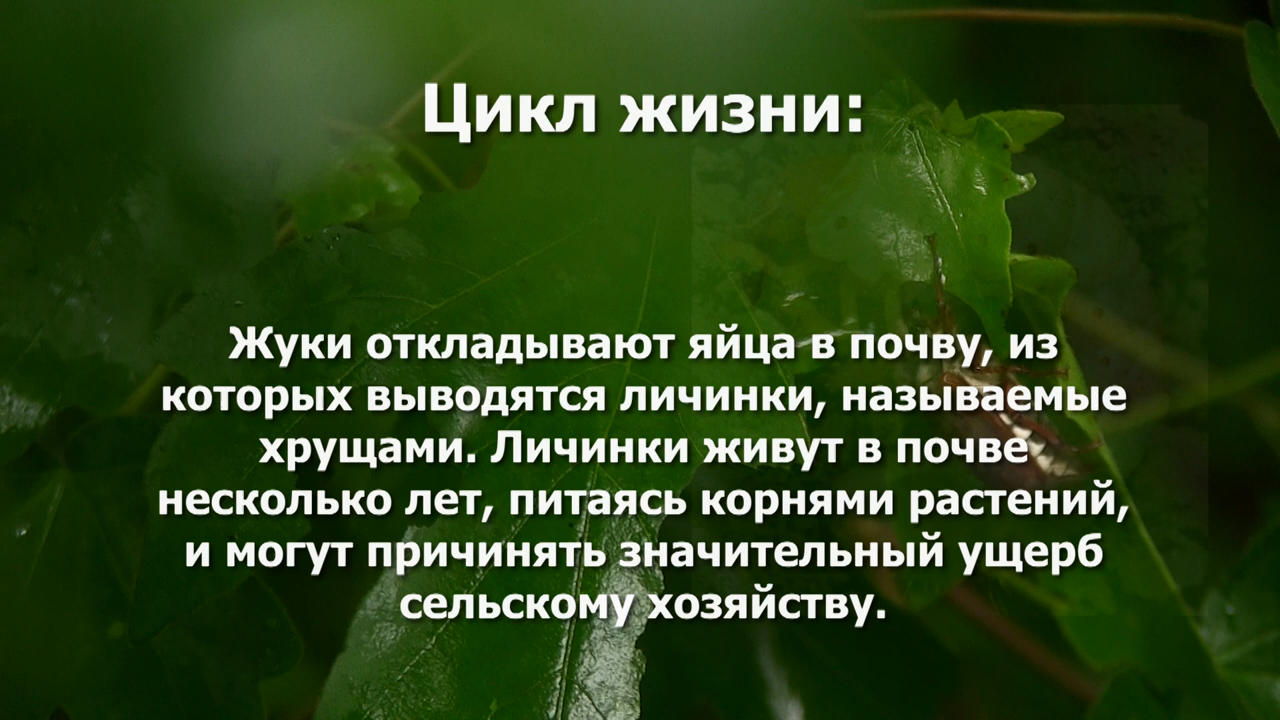 Цикл жизни:
Жуки откладывают яйца в почву, из
которых выводятся личинки, называемые
хрущами. Личинки живут в почве
несколько лет, питаясь корнями растений,
и могут причинять значительный ущерб
сельскому хозяйству.